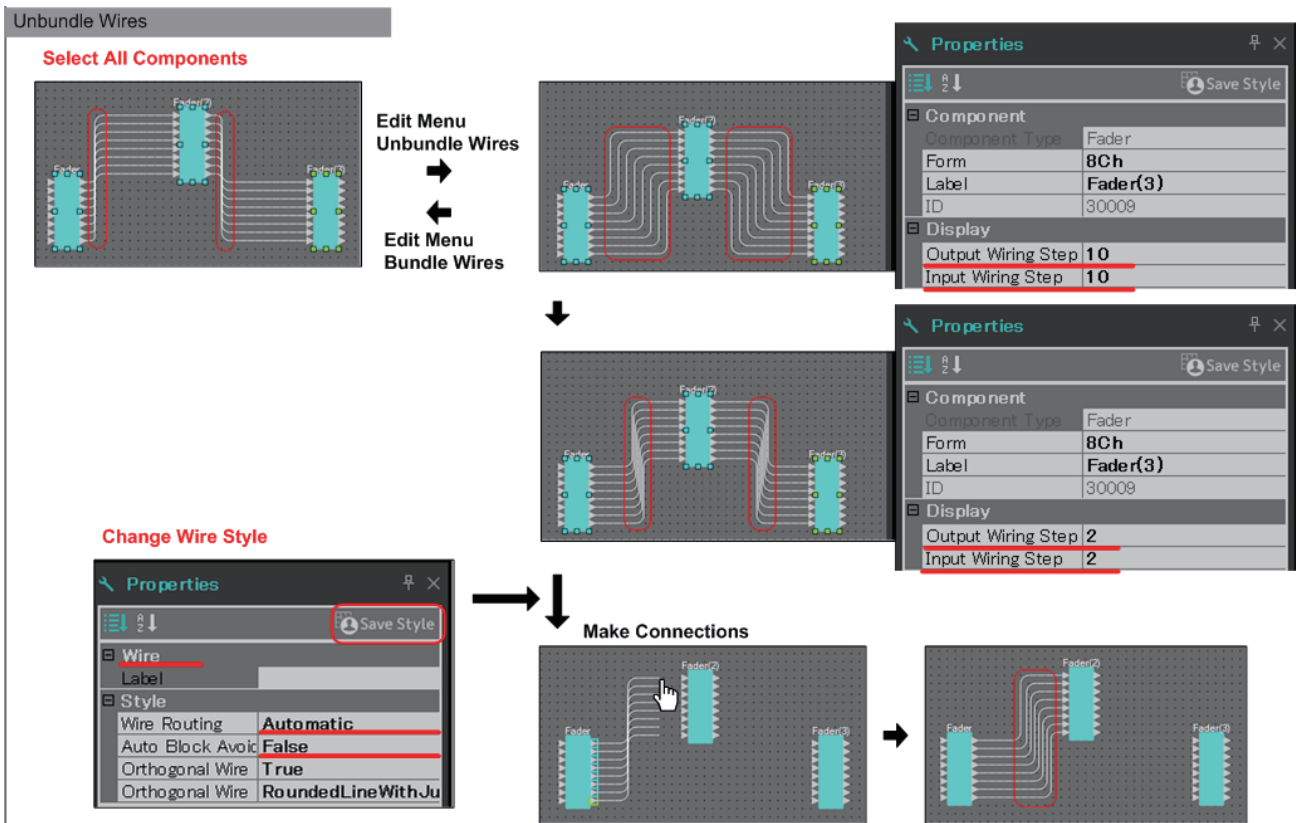 Unbundle Wires
Select All Components
Fader
Fader(2)
Fader(3)
Edit Menu
Unbundle Wires
Edit Menu
Bundle Wires
Fader
Fader(2)
Fader(3)
Properties
A
Z
Save Style
Component
Component Type Fader
Form 8Ch
Label Fader(3)
ID 30009
Display
Output Wiring Step 10
Input Wiring Step 10
Fader
Fader(2)
Fader(3)
Properties
A
Z
Save Style
Component
Component Type Fader
Form 8Ch
Label Fader(3)
ID 30009
Display
Output Wiring Step 2
Input Wiring Step 2
Change Wire Style
Properties
A
Z
Save Style
Wire
Label
Style
Wire Routing Automatic
Auto Block Avoid False
Orthogonal Wire True
Orthogonal Wire RoundedLineWithJu
Make Connections
Fader
Fader(2)
Fader(3)
Fader
Fader(2)
Fader(3)